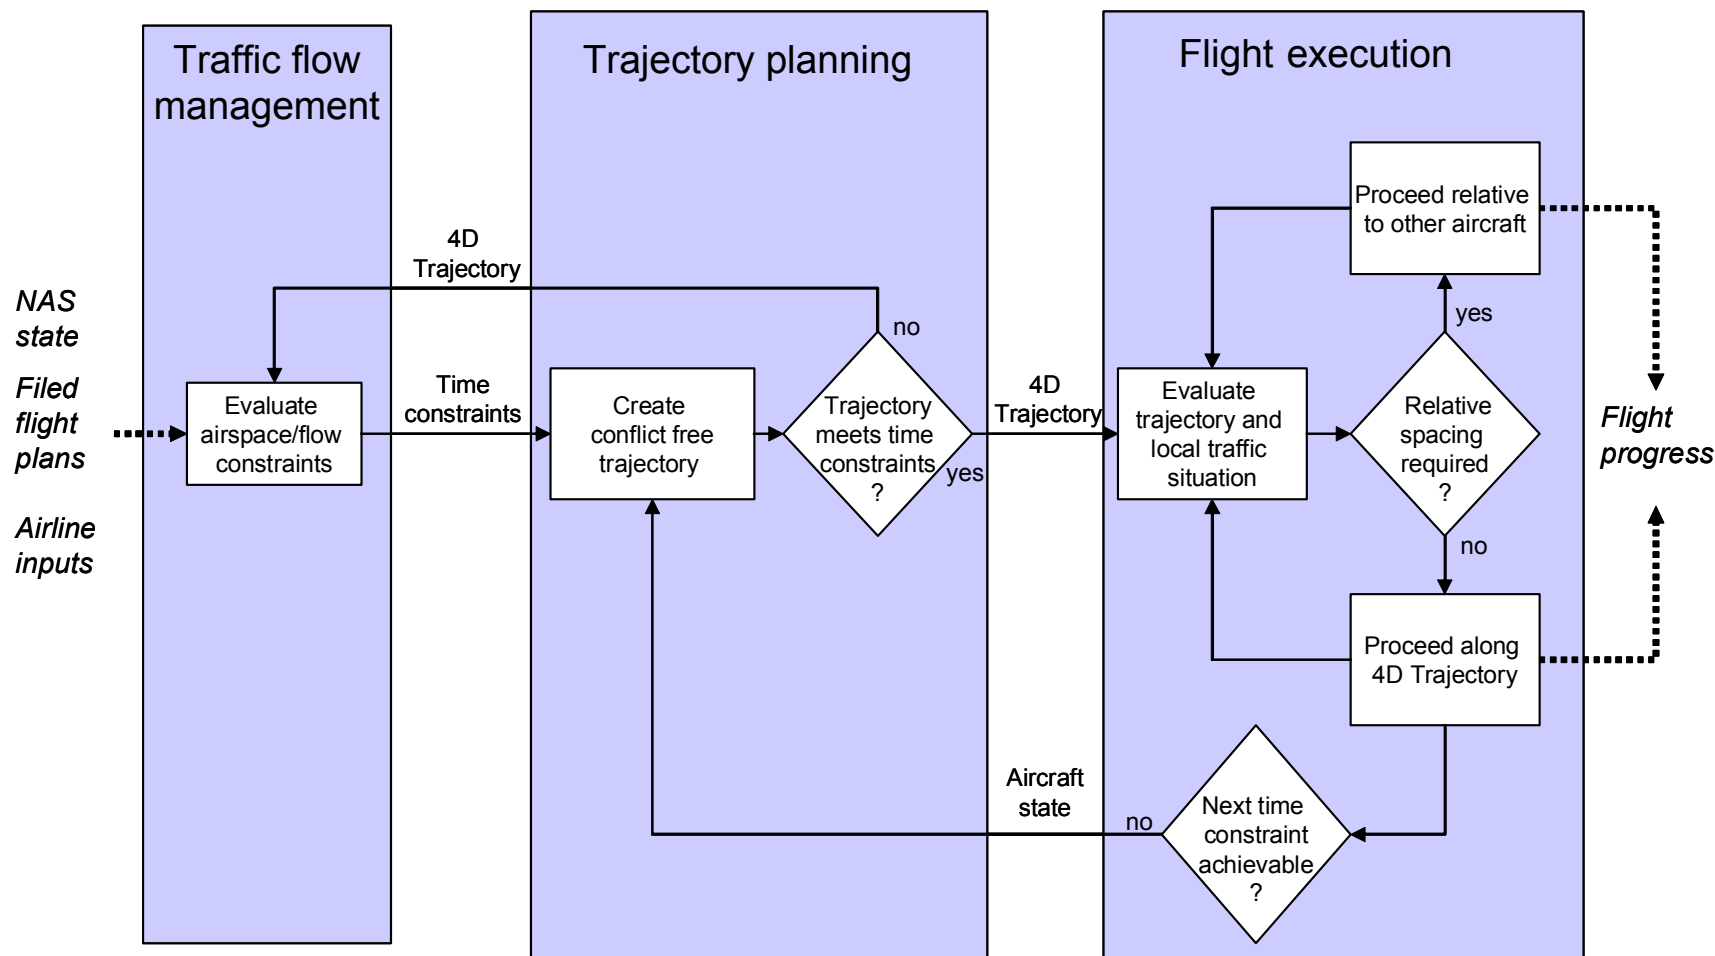 Traffic flow
management
Trajectory planning
Flight execution
NAS
state
Filed
flight
plans
Airline
inputs
Evaluate
airspace/flow
constraints
4D
Trajectory
Time
constraints
Create
conflict free
trajectory
Trajectory
meets time
constraints
?
no
yes
4D
Trajectory
Evaluate
trajectory and
local traffic
situation
Relative
spacing
required
?
yes
no
Proceed relative
to other aircraft
Proceed along
4D Trajectory
Flight
progress
Next time
constraint
achievable
?
no
Aircraft
state